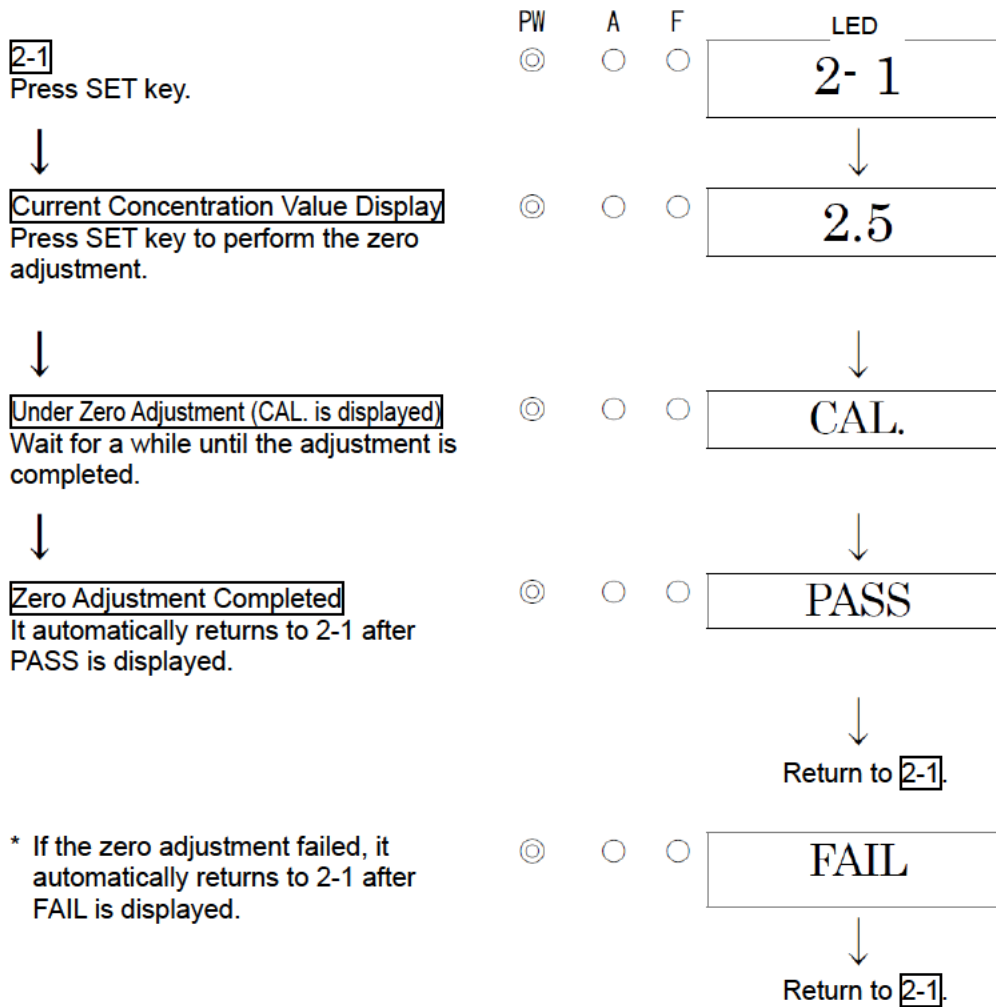 PW A F LED
2-1
Press SET key.
2- 1
Current Concentration Value Display
Press SET key to perform the zero
adjustment.
2.5
Under Zero Adjustment (CAL. is displayed)
Wait for a while until the adjustment is
completed.
CAL.
Zero Adjustment Completed
It automatically returns to 2-1 after
PASS is displayed.
PASS
Return to 2-1.
* If the zero adjustment failed, it
automatically returns to 2-1 after
FAIL is displayed.
FAIL
Return to 2-1.